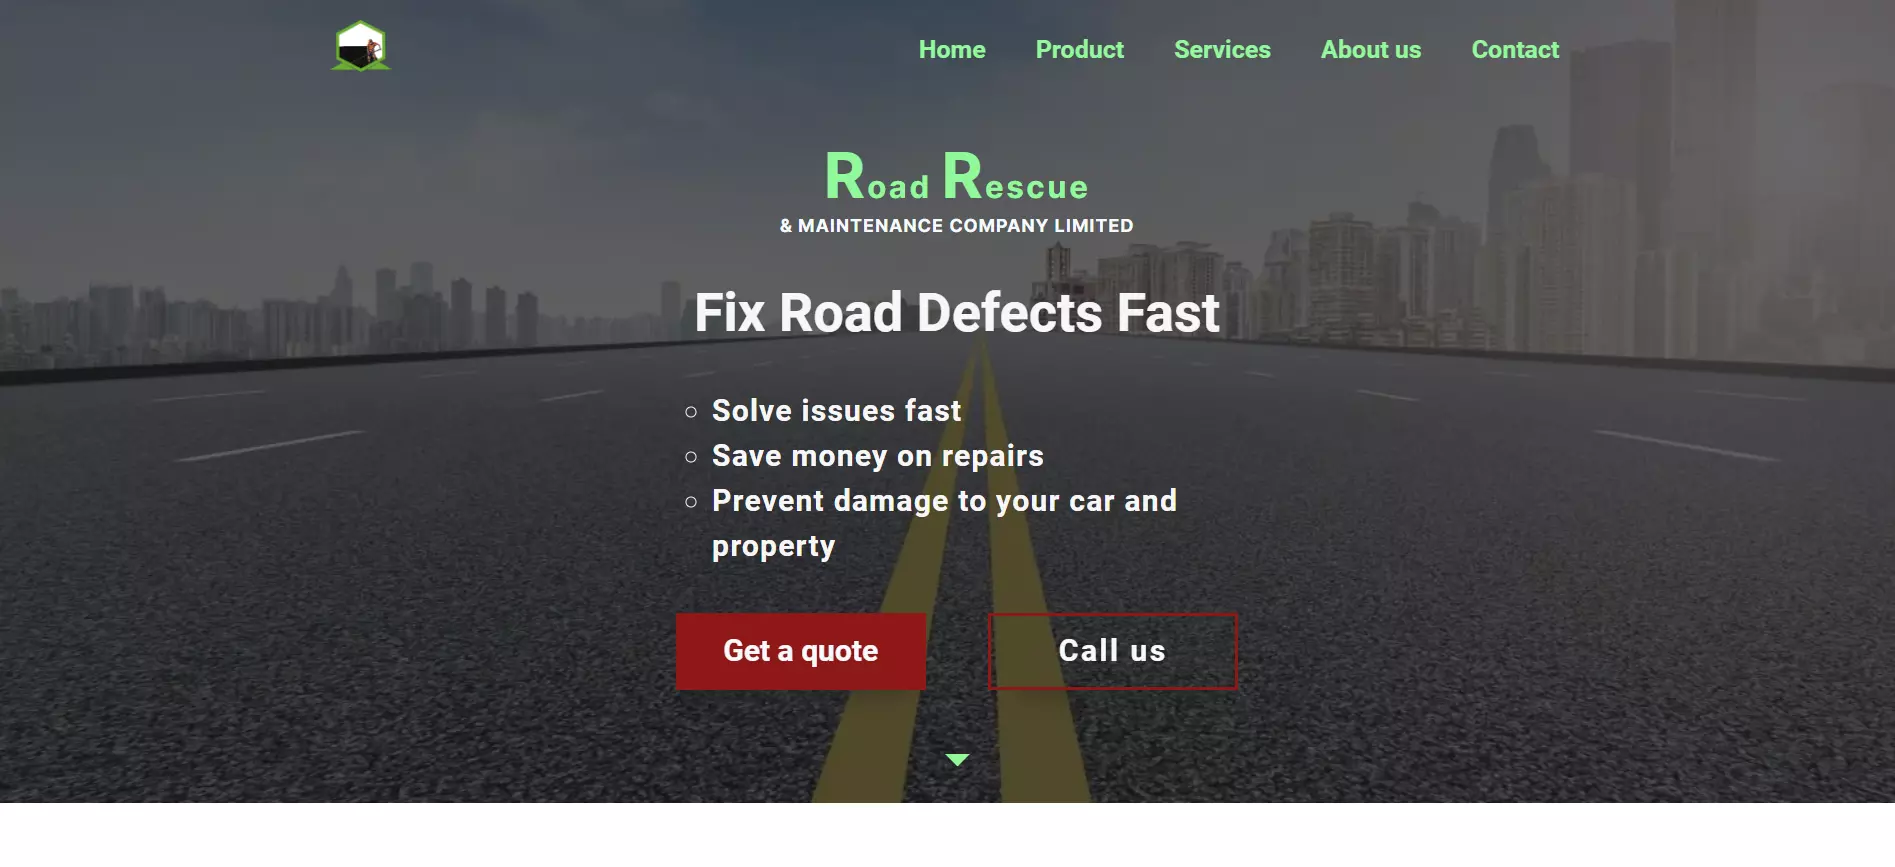 Home Product Services About us Contact
Road Rescue
& MAINTENANCE COMPANY LIMITED
Fix Road Defects Fast
Solve issues fast
Save money on repairs
Prevent damage to your car and
property
Get a quote Call us